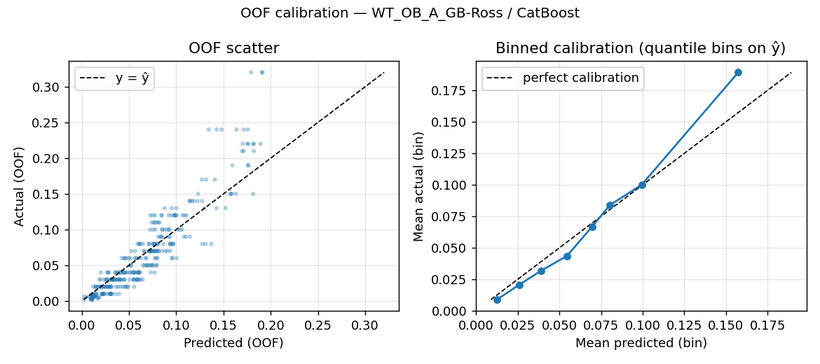 OOF calibration — WT_OB_A_GB-Ross / CatBoost
OOF scatter
y = ŷ
0.30
0.25
0.20
0.15
0.10
0.05
0.00
Actual (OOF)
0.00 0.05 0.10 0.15 0.20 0.25 0.30
Predicted (OOF)
Binned calibration (quantile bins on ŷ)
perfect calibration
0.175
0.150
0.125
0.100
0.075
0.050
0.025
0.000
Mean actual (bin)
0.000 0.025 0.050 0.075 0.100 0.125 0.150 0.175
Mean predicted (bin)